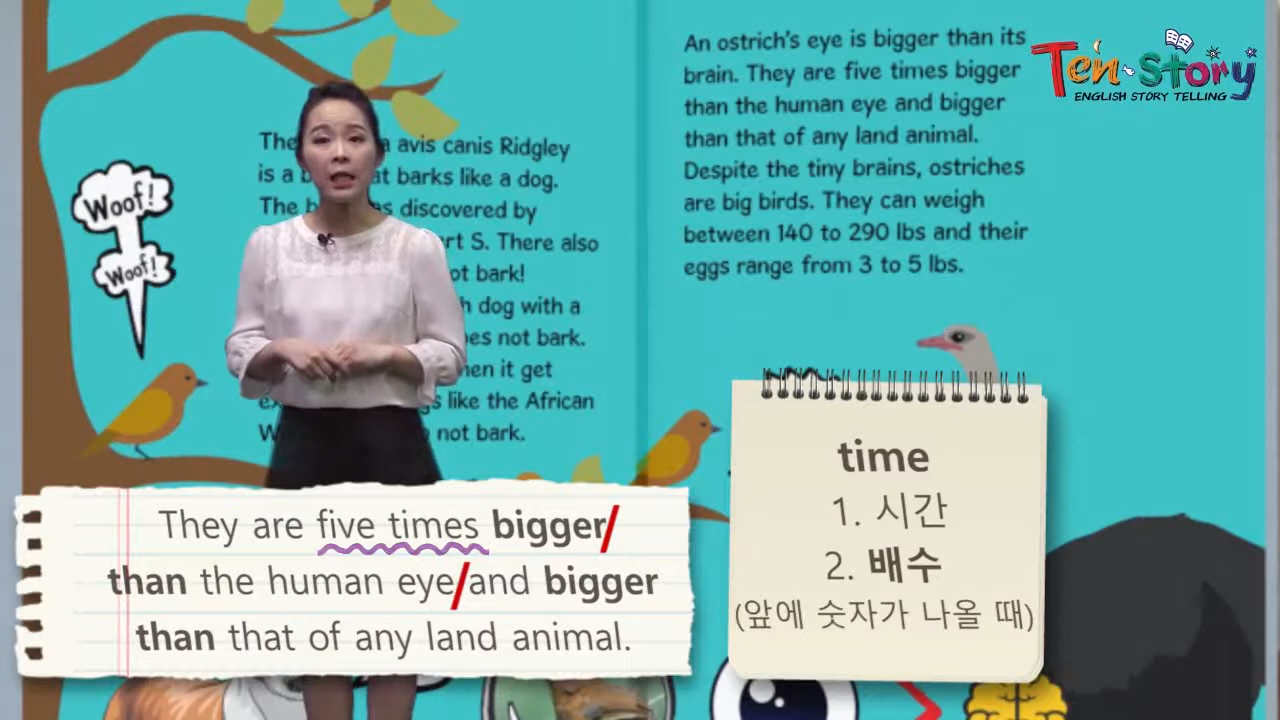 The avis canis Ridgley
is a barks like a dog.
The discovered by
S. There also
not bark!
dog with a
not bark.
it get
like the African
not bark.
Woof!
Woof!
An ostrich's eye is bigger than its
brain. They are five times bigger
than the human eye and bigger
than that of any land animal.
Despite the tiny brains, ostriches
are big birds. They can weigh
between 140 to 290 lbs and their
eggs range from 3 to 5 lbs.
Ten Story
ENGLISH STORY TELLING
They are five times bigger/
than the human eye/and bigger
than that of any land animal.
time
1. 시간
2. 배수
(앞에 숫자가 나올 때)